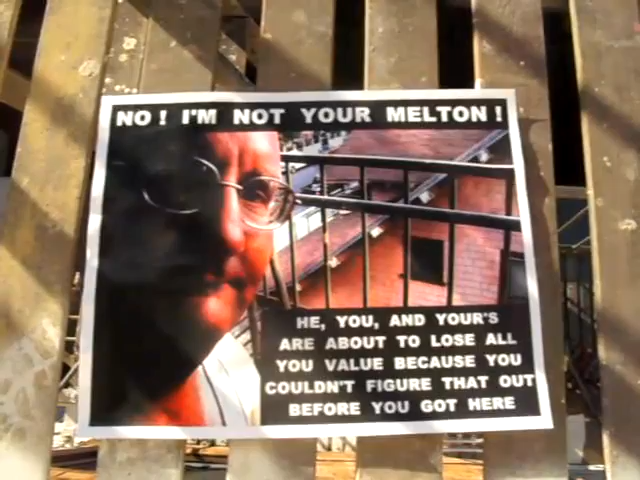 NO! I'M NOT YOUR MELTON!
HE, YOU, AND YOUR'S
ARE ABOUT TO LOSE ALL
YOU VALUE BECAUSE YOU
COULDN'T FIGURE THAT OUT
BEFORE YOU GOT HERE